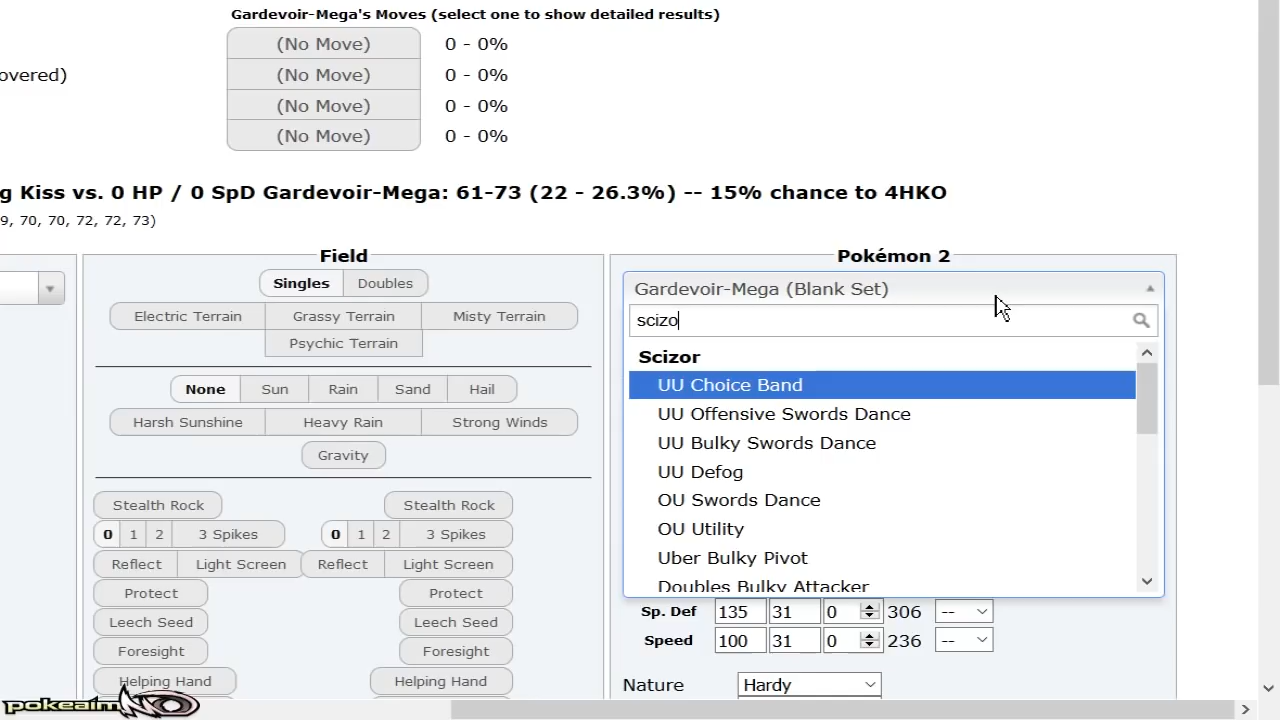 Gardevoir-Mega's Moves (select one to show detailed results)
(No Move) 0 - 0%
overed) (No Move) 0 - 0%
(No Move) 0 - 0%
(No Move) 0 - 0%
g Kiss vs. 0 HP / 0 SpD Gardevoir-Mega: 61-73 (22 - 26.3%) -- 15% chance to 4HKO
9, 70, 70, 72, 72, 73)
Field
Singles Doubles
Electric Terrain Grassy Terrain Misty Terrain
Psychic Terrain
None Sun Rain Sand Hail
Harsh Sunshine Heavy Rain Strong Winds
Gravity
Stealth Rock Stealth Rock
0 1 2 3 Spikes 0 1 2 3 Spikes
Reflect Light Screen Reflect Light Screen
Protect Protect
Leech Seed Leech Seed
Foresight Foresight
Helping Hand Helping Hand
Pokémon 2
Gardevoir-Mega (Blank Set)
scizo
Scizor
UU Choice Band
UU Offensive Swords Dance
UU Bulky Swords Dance
UU Defog
OU Swords Dance
OU Utility
Uber Bulky Pivot
Doubles Bulky Attacker
Sp. Def 135 31 0 306 --
Speed 100 31 0 236 --
Nature Hardy
pokeaimMD